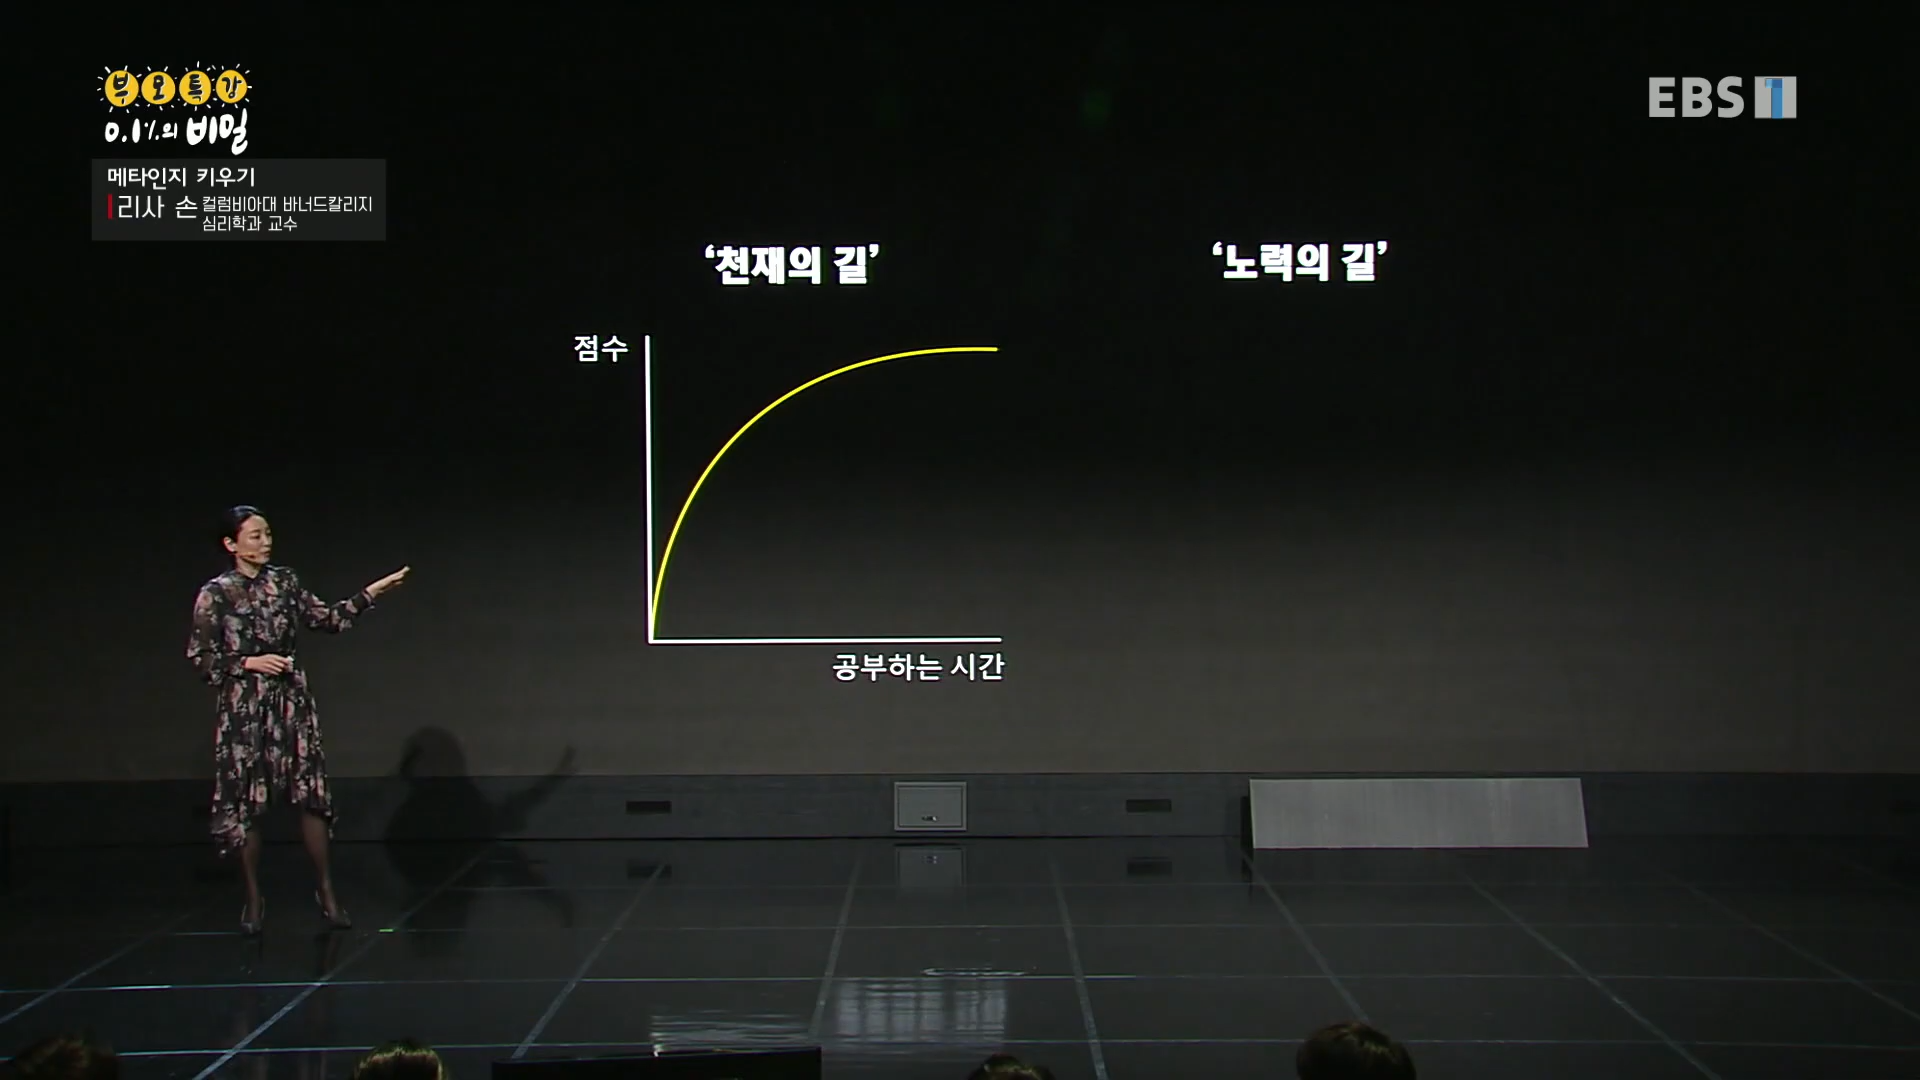 부모특강
0.1%의 비밀
EBS 1
메타인지 키우기
리사 손 컬럼비아대 바너드칼리지
심리학과 교수
‘천재의 길’
‘노력의 길’
점수
공부하는 시간